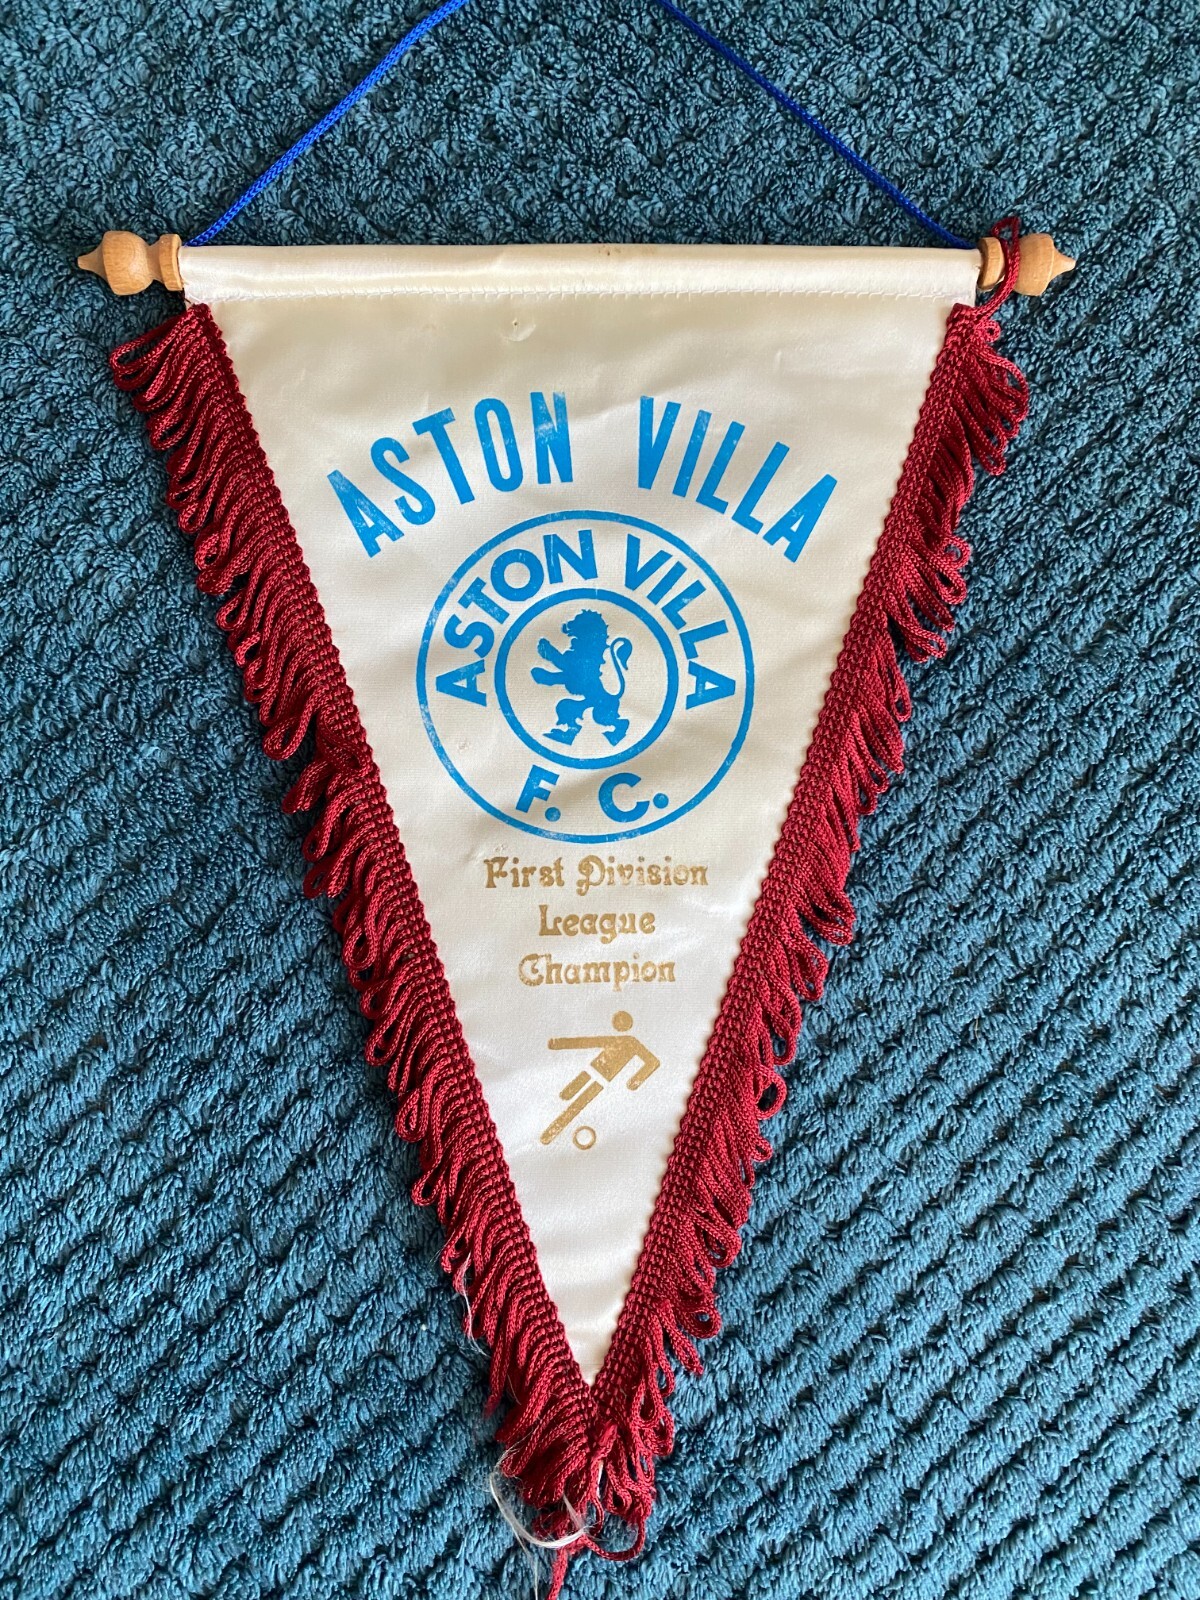 ASTON VILLA
ASTON VILLA
F. C.
First Division
League
Champion